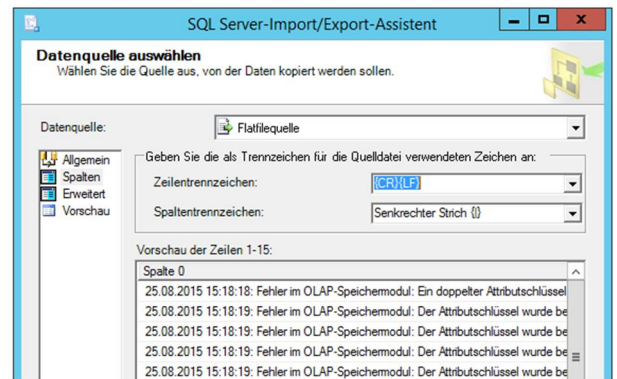 SQL Server-Import/Export-Assistent
Datenquelle auswählen
Wählen Sie die Quelle aus, von der Daten kopiert werden sollen.
Datenquelle: Flatfilequelle
Allgemein
Spalten
Erweitert
Vorschau
Geben Sie die als Trennzeichen für die Quelldatei verwendeten Zeichen an:
Zeilentrennzeichen: {CR}{LF}
Spaltentrennzeichen: Senkrechter Strich {|}
Vorschau der Zeilen 1-15:
Spalte 0
25.08.2015 15:18:18: Fehler im OLAP-Speichermodul: Ein doppelter Attributschlüssel
25.08.2015 15:18:19: Fehler im OLAP-Speichermodul: Der Attributschlüssel wurde be
25.08.2015 15:18:19: Fehler im OLAP-Speichermodul: Der Attributschlüssel wurde be
25.08.2015 15:18:19: Fehler im OLAP-Speichermodul: Der Attributschlüssel wurde be
25.08.2015 15:18:19: Fehler im OLAP-Speichermodul: Der Attributschlüssel wurde be